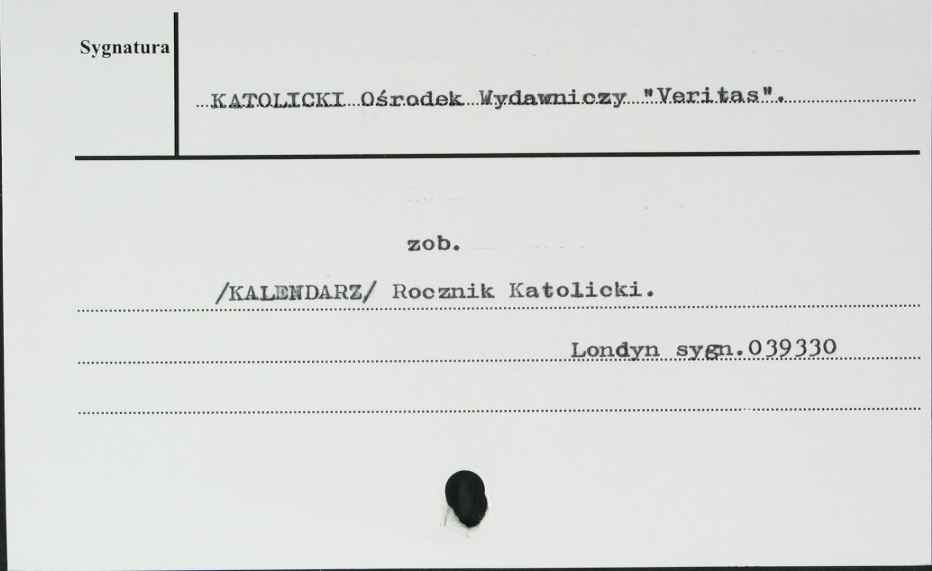 Sygnatura
KATOLICKI Ośrodek Wydawniczy "Veritas".
zob.
/KALENDARZ/ Rocznik Katolicki.
Londyn sygn.039330